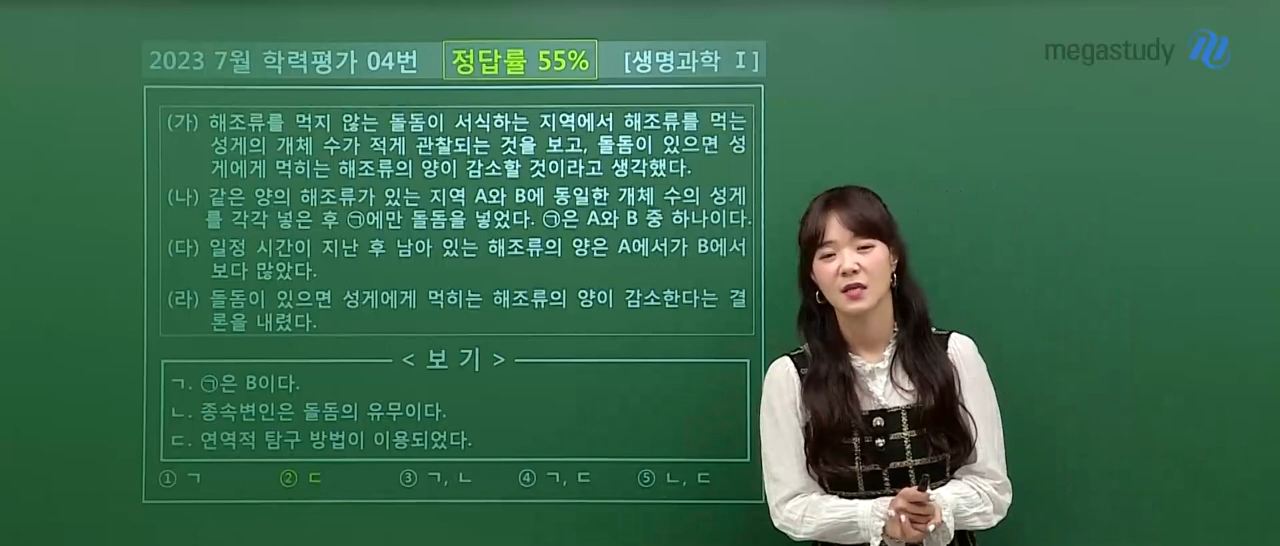 2023 7월 학력평가 04번 정답률 55% [생명과학 Ⅰ]
megastudy
(가) 해조류를 먹지 않는 돌돔이 서식하는 지역에서 해조류를 먹는
성게의 개체 수가 적게 관찰되는 것을 보고, 돌돔이 있으면 성
게에게 먹히는 해조류의 양이 감소할 것이라고 생각했다.
(나) 같은 양의 해조류가 있는 지역 A와 B에 동일한 개체 수의 성게
를 각각 넣은 후 ㉠에만 돌돔을 넣었다. ㉠은 A와 B 중 하나이다.
(다) 일정 시간이 지난 후 남아 있는 해조류의 양은 A에서가 B에서
보다 많았다.
(라) 돌돔이 있으면 성게에게 먹히는 해조류의 양이 감소한다는 결
론을 내렸다.
< 보 기 >
ㄱ. ㉠은 B이다.
ㄴ. 종속변인은 돌돔의 유무이다.
ㄷ. 연역적 탐구 방법이 이용되었다.
① ㄱ ② ㄷ ③ ㄱ, ㄴ ④ ㄱ, ㄷ ⑤ ㄴ, ㄷ